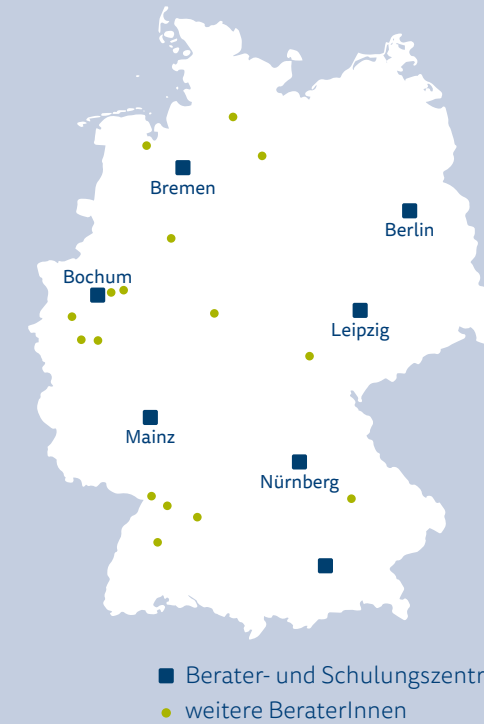 Bremen
Berlin
Bochum
Leipzig
Mainz
Nürnberg
Berater- und Schulungszentr
weitere BeraterInnen